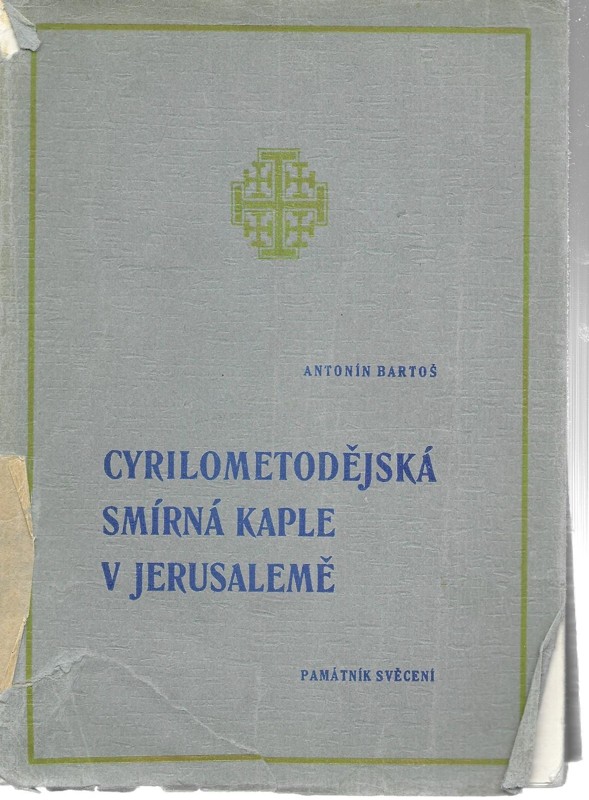 ANTONÍN BARTOŠ
CYRILOMETODĚJSKÁ
SMÍRNÁ KAPLE
V JERUSALEMĚ
PAMÁTNÍK SVĚCENÍ